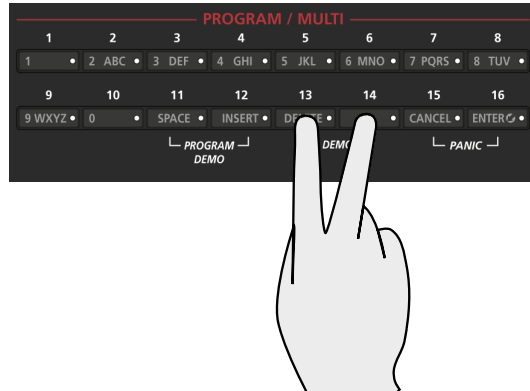 PROGRAM / MULTI
1 2 3 4 5 6 7 8
1 2 ABC 3 DEF 4 GHI 5 JKL 6 MNO 7 PQRS 8 TUV
9 10 11 12 13 14 15 16
9 WXYZ 0 SPACE INSERT CANCEL ENTER
PROGRAM PANIC
DEMO